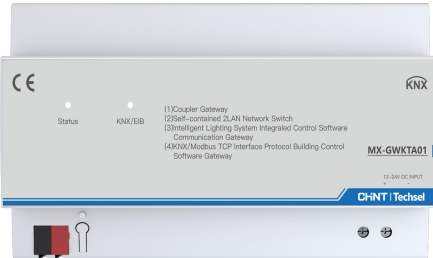 CE
KNX
Status
KNX/EIB
(1)Coupler Gateway
(2)Self-contained 2LAN Network Switch
(3)Intelligent Lighting System Integraled Control Software
Communication Gateway
(4)KNX/Modbus TCP Interface Protocol Building Control
Software Gateway
MX-GWKTA01
12-24V DC INPUT
+ -
CHNT | Techsel